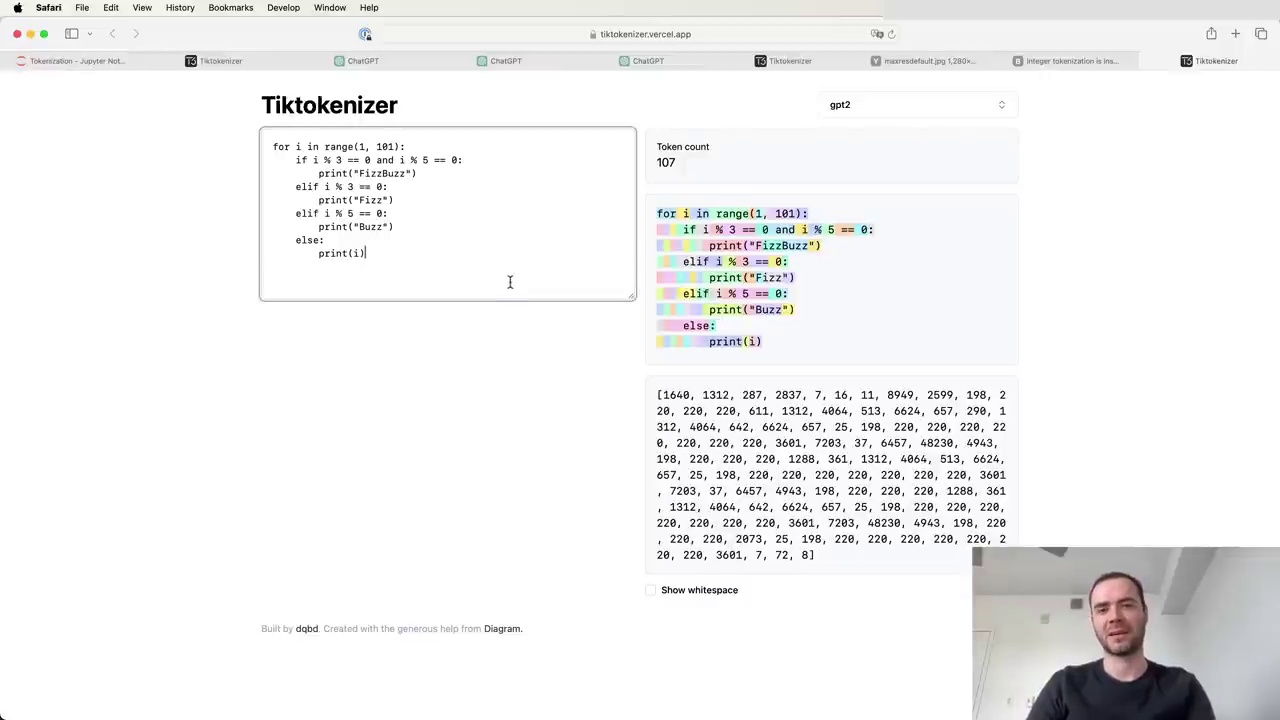 Safari File Edit View History Bookmarks Develop Window Help
tiktokenizer.vercel.app
Tokenization - Jupyter Not... Tiktokenizer ChatGPT ChatGPT ChatGPT Tiktokenizer maxresdefault.jpg 1,280×... integer tokenization is ins... Tiktokenizer
Tiktokenizer
gpt2
for i in range(1, 101):
    if i % 3 == 0 and i % 5 == 0:
        print("FizzBuzz")
    elif i % 3 == 0:
        print("Fizz")
    elif i % 5 == 0:
        print("Buzz")
    else:
        print(i)
Token count
107
for i in range(1, 101):
    if i % 3 == 0 and i % 5 == 0:
        print("FizzBuzz")
    elif i % 3 == 0:
        print("Fizz")
    elif i % 5 == 0:
        print("Buzz")
    else:
        print(i)
[1640, 1312, 287, 2837, 7, 16, 11, 8949, 2599, 198, 2
20, 220, 220, 611, 1312, 4064, 513, 6624, 657, 290, 1
312, 4064, 642, 6624, 657, 25, 198, 220, 220, 220, 22
0, 220, 220, 220, 3601, 7203, 37, 6457, 48230, 4943,
198, 220, 220, 220, 1288, 361, 1312, 4064, 513, 6624,
657, 25, 198, 220, 220, 220, 220, 220, 220, 220, 3601
, 7203, 37, 6457, 4943, 198, 220, 220, 220, 1288, 361
, 1312, 4064, 642, 6624, 657, 25, 198, 220, 220, 220,
220, 220, 220, 220, 3601, 7203, 48230, 4943, 198, 220
, 220, 220, 2073, 25, 198, 220, 220, 220, 220, 220, 2
20, 220, 3601, 7, 72, 8]
Show whitespace
Built by dqbd. Created with the generous help from Diagram.